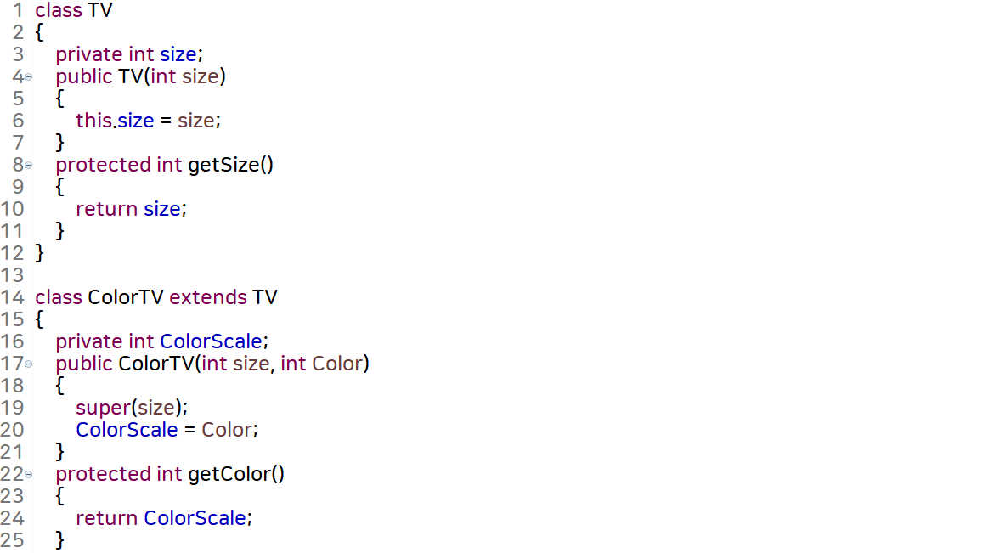 1 class TV
2 {
3 private int size;
4 public TV(int size)
5 {
6 this.size = size;
7 }
8 protected int getSize()
9 {
10 return size;
11 }
12 }
13
14 class ColorTV extends TV
15 {
16 private int ColorScale;
17 public ColorTV(int size, int Color)
18 {
19 super(size);
20 ColorScale = Color;
21 }
22 protected int getColor()
23 {
24 return ColorScale;
25 }